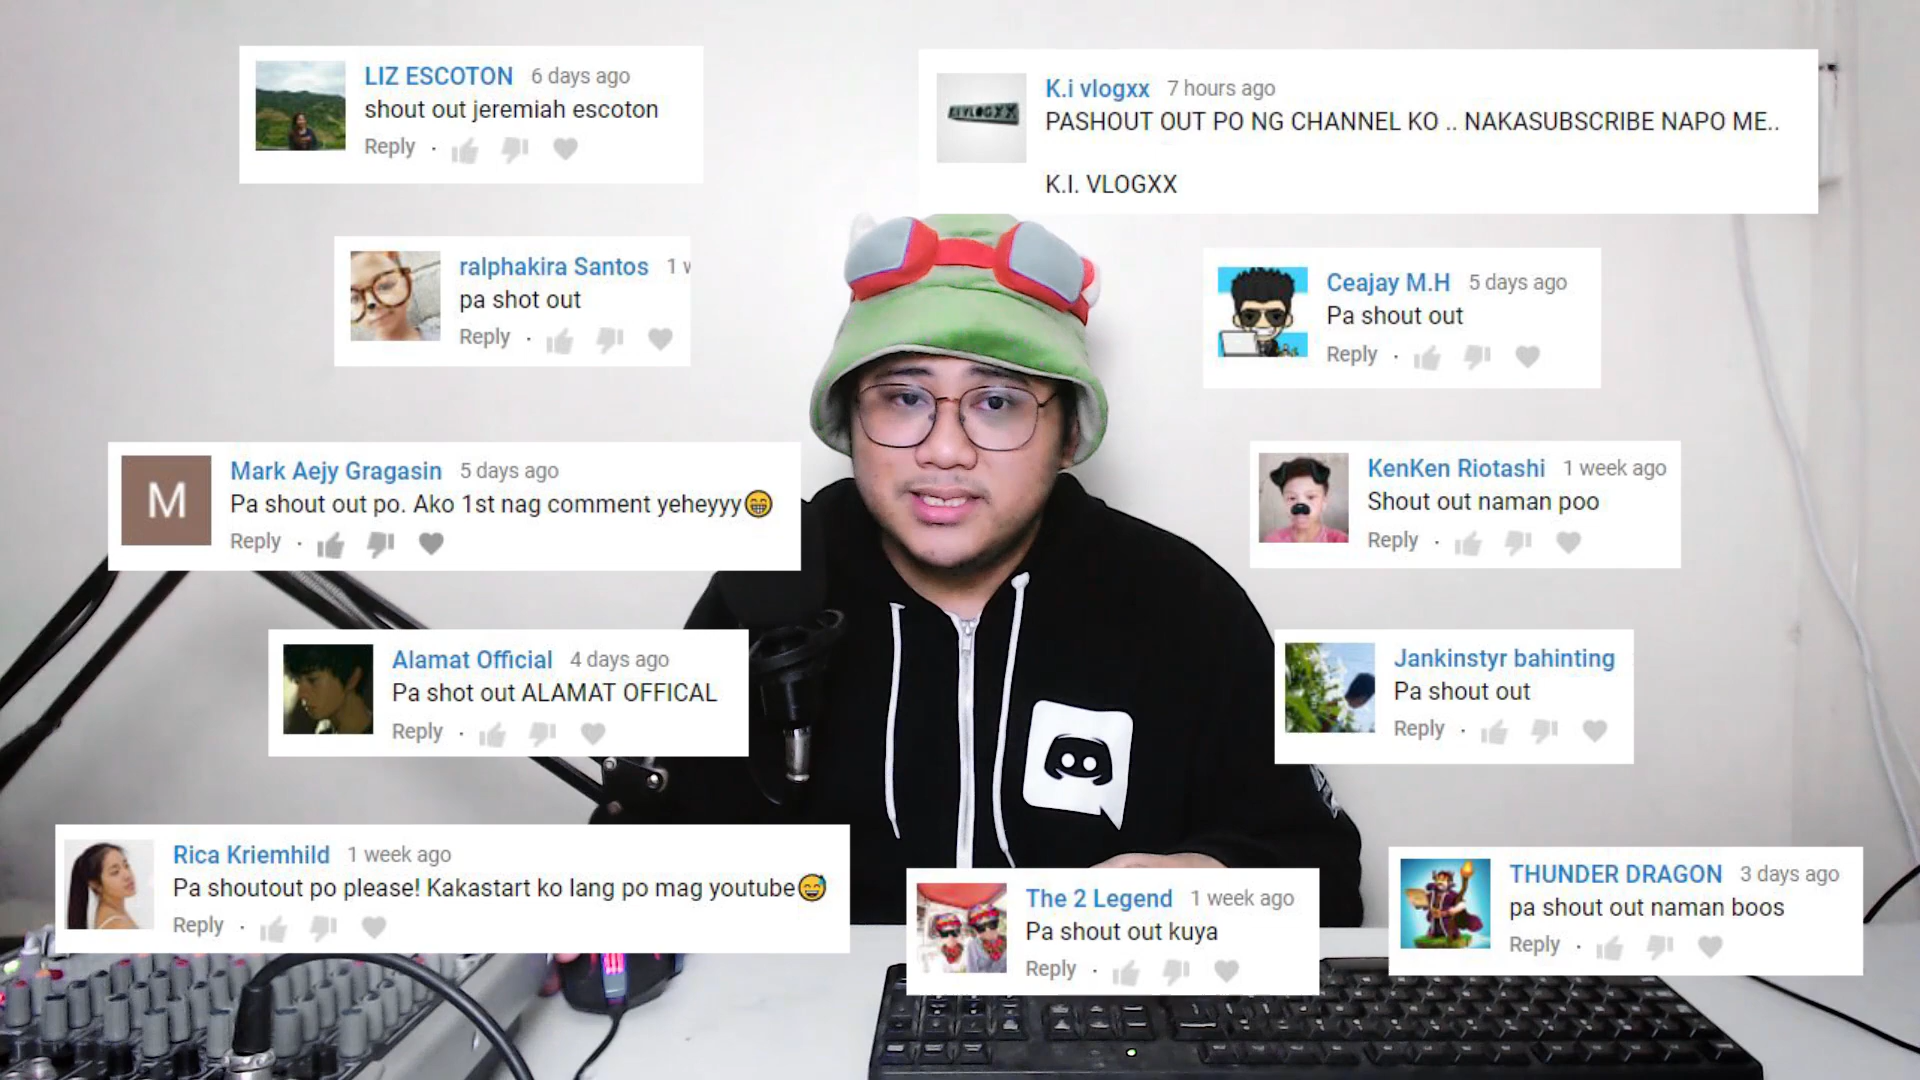 LIZ ESCOTON 6 days ago
shout out jeremiah escoton
Reply
K.i vlogxx 7 hours ago
PASHOUT OUT PO NG CHANNEL KO .. NAKASUBSCRIBE NAPO ME..
K.I. VLOGXX
KI VLOGXX
ralphakira Santos 1 w
pa shot out
Reply
Ceajay M.H 5 days ago
Pa shout out
Reply
M
Mark Aejy Gragasin 5 days ago
Pa shout out po. Ako 1st nag comment yeheyyy😁
Reply
KenKen Riotashi 1 week ago
Shout out naman poo
Reply
Alamat Official 4 days ago
Pa shot out ALAMAT OFFICAL
Reply
Jankinstyr bahinting
Pa shout out
Reply
Rica Kriemhild 1 week ago
Pa shoutout po please! Kakastart ko lang po mag youtube😅
Reply
The 2 Legend 1 week ago
Pa shout out kuya
Reply
THUNDER DRAGON 3 days ago
pa shout out naman boos
Reply